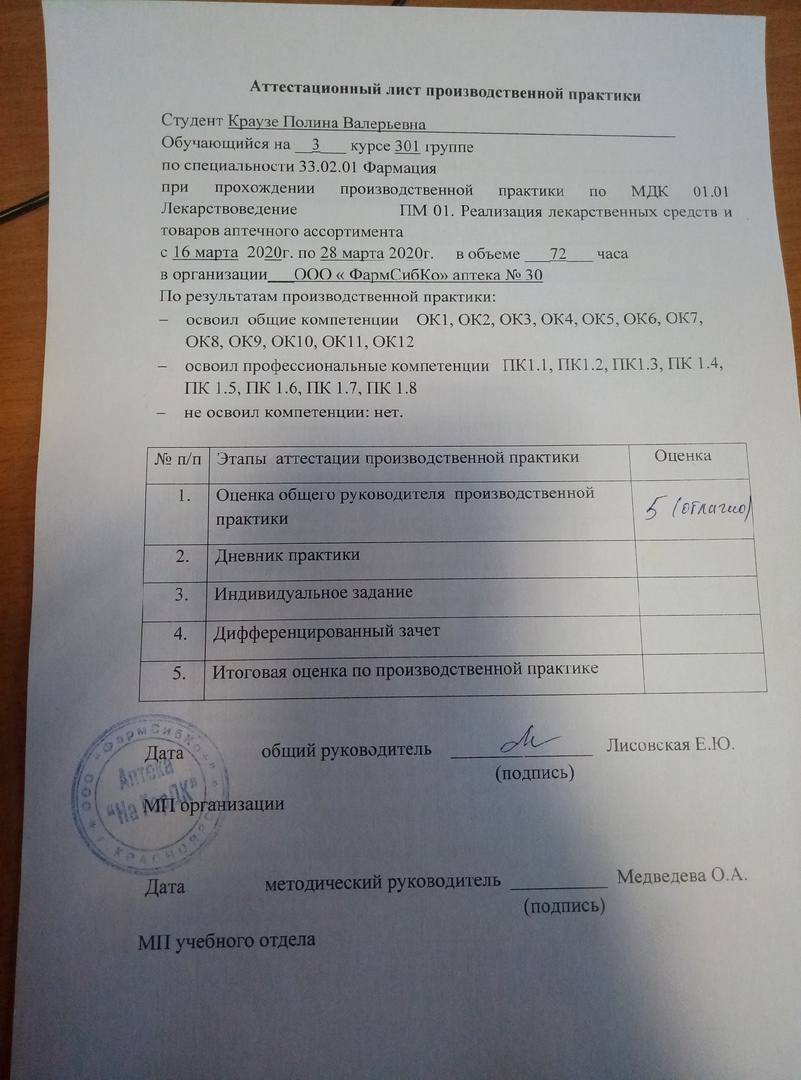 Аттестационный лист производственной практики
Студент Краузе Полина Валерьевна
Обучающийся на __3___ курсе 301 группе
по специальности 33.02.01 Фармация
при прохождении производственной практики по МДК 01.01
Лекарствоведение ПМ 01. Реализация лекарственных средств и
товаров аптечного ассортимента
с 16 марта 2020г. по 28 марта 2020г. в объеме ___72___ часа
в организации___ООО « ФармСибКо» аптека № 30
По результатам производственной практики:
– освоил общие компетенции ОК1, ОК2, ОК3, ОК4, ОК5, ОК6, ОК7,
ОК8, ОК9, ОК10, ОК11, ОК12
– освоил профессиональные компетенции ПК1.1, ПК1.2, ПК1.3, ПК 1.4,
ПК 1.5, ПК 1.6, ПК 1.7, ПК 1.8
– не освоил компетенции: нет.
№ п/п Этапы аттестации производственной практики Оценка
1. Оценка общего руководителя производственной
практики 5 (отлично)
2. Дневник практики
3. Индивидуальное задание
4. Дифференцированный зачет
5. Итоговая оценка по производственной практике
Дата общий руководитель ______________ Лисовская Е.Ю.
(подпись)
МП организации
ООО «ФармСибКо»
Аптека
Дата методический руководитель __________ Медведева О.А.
(подпись)
МП учебного отдела